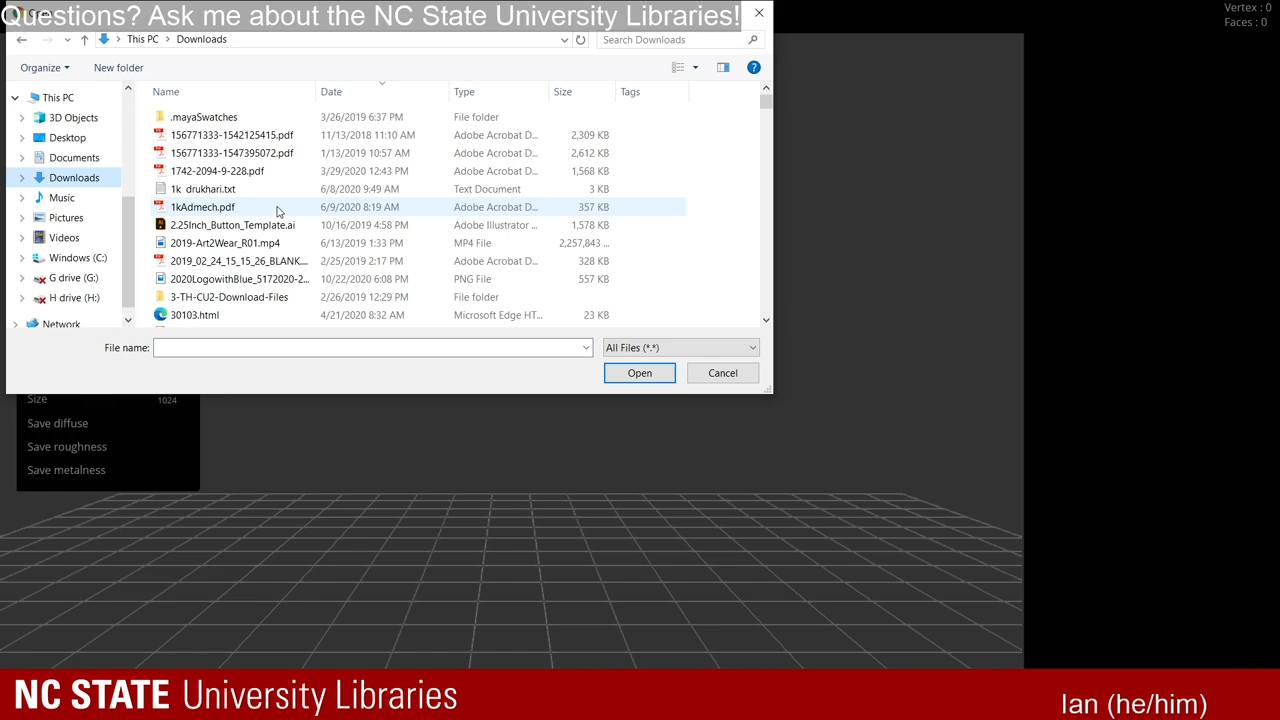 Questions? Ask me about the NC State University Libraries!
Vertex : 0
Faces : 0
This PC > Downloads
Search Downloads
Organize
New folder
?
Name Date Type Size Tags
This PC
3D Objects
Desktop
Documents
Downloads
Music
Pictures
Videos
Windows (C:)
G drive (G:)
H drive (H:)
Network
.mayaSwatches 3/26/2019 6:37 PM File folder
156771333-1542125415.pdf 11/13/2018 11:10 AM Adobe Acrobat D... 2,309 KB
156771333-1547395072.pdf 1/13/2019 10:57 AM Adobe Acrobat D... 2,612 KB
1742-2094-9-228.pdf 3/29/2020 12:43 PM Adobe Acrobat D... 1,568 KB
1k drukhari.txt 6/8/2020 9:49 AM Text Document 3 KB
1kAdmech.pdf 6/9/2020 8:19 AM Adobe Acrobat D... 357 KB
2.25Inch_Button_Template.ai 10/16/2019 4:58 PM Adobe Illustrator ... 1,578 KB
2019-Art2Wear_R01.mp4 6/13/2019 1:33 PM MP4 File 2,257,843 ...
2019_02_24_15_15_26_BLANK... 2/25/2019 2:17 PM Adobe Acrobat D... 328 KB
2020LogowithBlue_5172020-2... 10/22/2020 6:08 PM PNG File 557 KB
3-TH-CU2-Download-Files 2/26/2019 12:29 PM File folder
30103.html 4/21/2020 8:32 AM Microsoft Edge HT... 23 KB
File name:
All Files (*.*)
Open
Cancel
Size 1024
Save diffuse
Save roughness
Save metalness
NC STATE University Libraries
Ian (he/him)